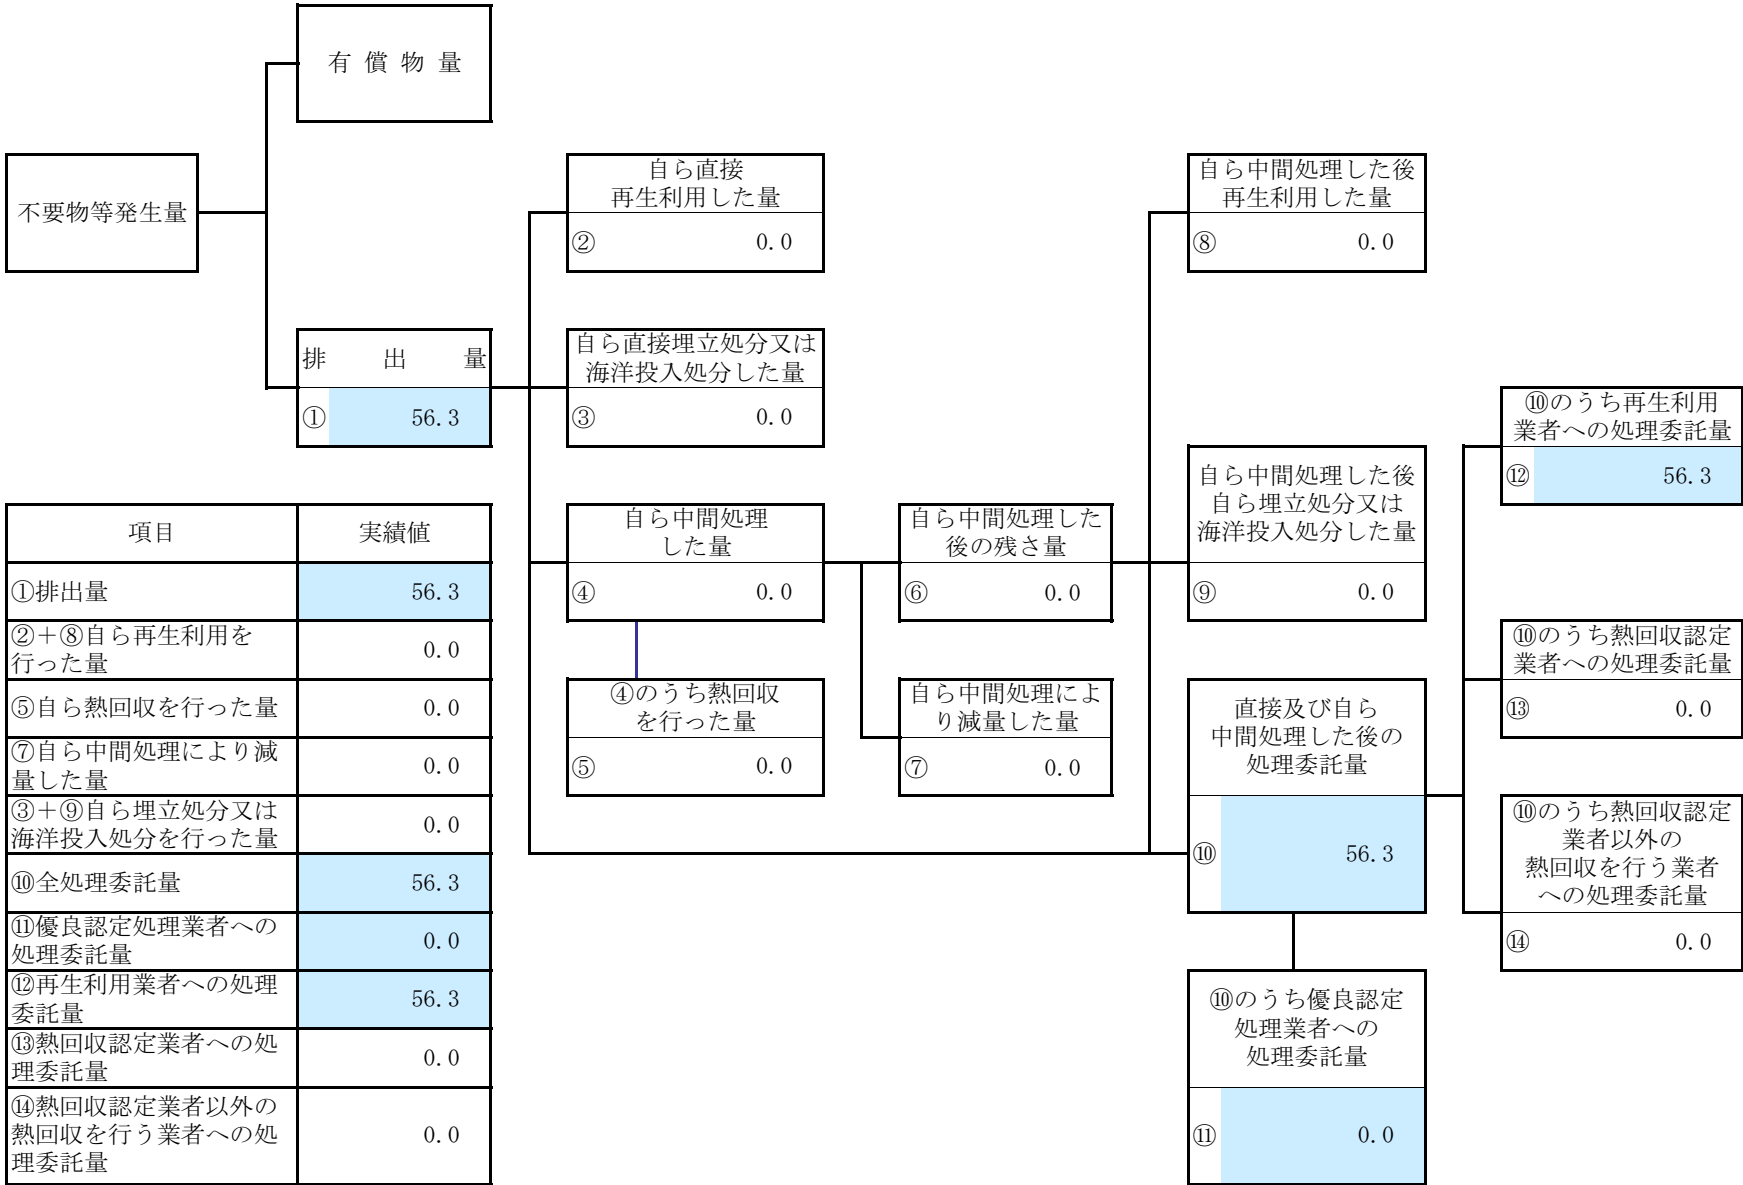 有 償 物 量
不要物等発生量
自ら直接
再生利用した量
② 0.0
自ら中間処理した後
再生利用した量
⑧ 0.0
排 出 量
① 56.3
自ら直接埋立処分又は
海洋投入処分した量
③ 0.0
⑩のうち再生利用
業者への処理委託量
⑫ 56.3
自ら中間処理した後
自ら埋立処分又は
海洋投入処分した量
⑨ 0.0
自ら中間処理
した量
④ 0.0
自ら中間処理した
後の残さ量
⑥ 0.0
⑩のうち熱回収認定
業者への処理委託量
⑬ 0.0
④のうち熱回収
を行った量
⑤ 0.0
自ら中間処理によ
り減量した量
⑦ 0.0
直接及び自ら
中間処理した後の
処理委託量
⑩ 56.3
⑩のうち熱回収認定
業者以外の
熱回収を行う業者
への処理委託量
⑭ 0.0
⑩のうち優良認定
処理業者への
処理委託量
⑪ 0.0
項目 実績値
①排出量 56.3
②+⑧自ら再生利用を
行った量 0.0
⑤自ら熱回収を行った量 0.0
⑦自ら中間処理により減
量した量 0.0
③+⑨自ら埋立処分又は
海洋投入処分を行った量 0.0
⑩全処理委託量 56.3
⑪優良認定処理業者への
処理委託量 0.0
⑫再生利用業者への処理
委託量 56.3
⑬熱回収認定業者への処
理委託量 0.0
⑭熱回収認定業者以外の
熱回収を行う業者への処
理委託量 0.0